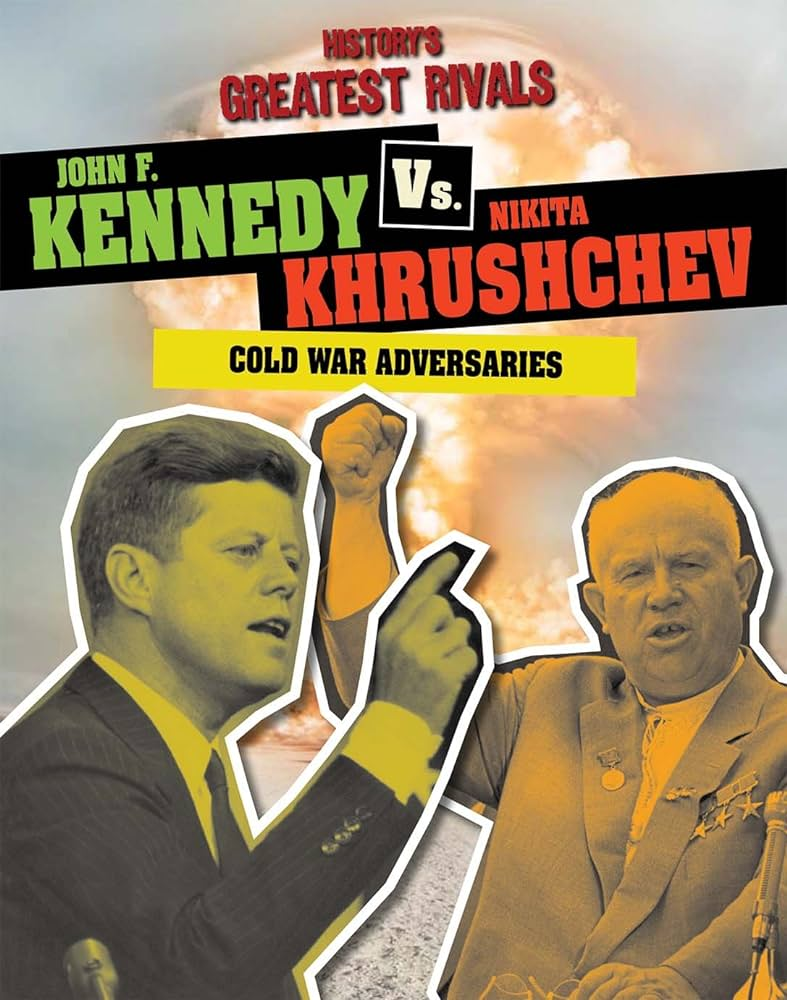 HISTORY'S
GREATEST RIVALS
JOHN F.
KENNEDY
Vs.
NIKITA
KHRUSHCHEV
COLD WAR ADVERSARIES